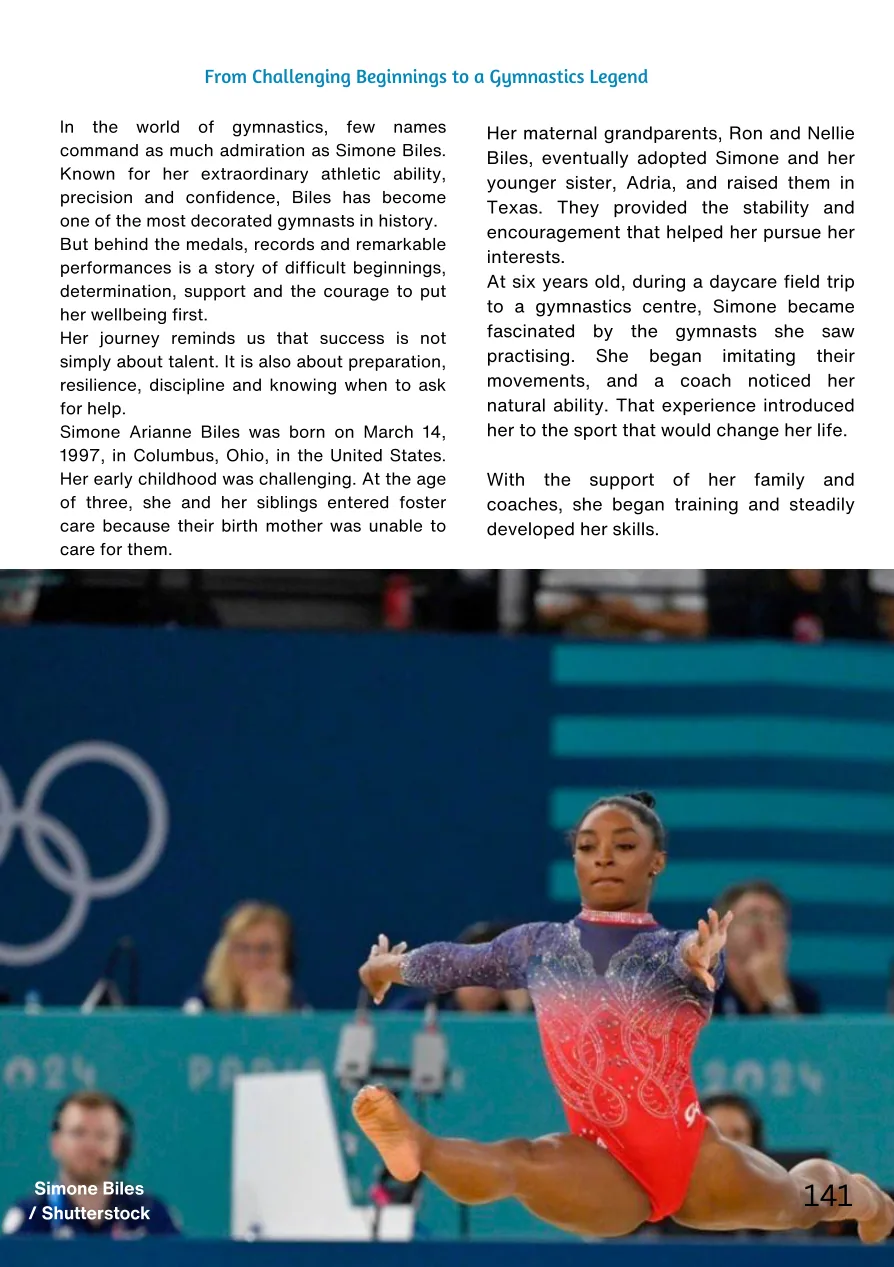 From Challenging Beginnings to a Gymnastics Legend
In the world of gymnastics, few names
command as much admiration as Simone Biles.
Known for her extraordinary athletic ability,
precision and confidence, Biles has become
one of the most decorated gymnasts in history.
But behind the medals, records and remarkable
performances is a story of difficult beginnings,
determination, support and the courage to put
her wellbeing first.
Her journey reminds us that success is not
simply about talent. It is also about preparation,
resilience, discipline and knowing when to ask
for help.
Simone Arianne Biles was born on March 14,
1997, in Columbus, Ohio, in the United States.
Her early childhood was challenging. At the age
of three, she and her siblings entered foster
care because their birth mother was unable to
care for them.
Her maternal grandparents, Ron and Nellie
Biles, eventually adopted Simone and her
younger sister, Adria, and raised them in
Texas. They provided the stability and
encouragement that helped her pursue her
interests.
At six years old, during a daycare field trip
to a gymnastics centre, Simone became
fascinated by the gymnasts she saw
practising. She began imitating their
movements, and a coach noticed her
natural ability. That experience introduced
her to the sport that would change her life.
With the support of her family and
coaches, she began training and steadily
developed her skills.
2024
Simone Biles
/ Shutterstock
141